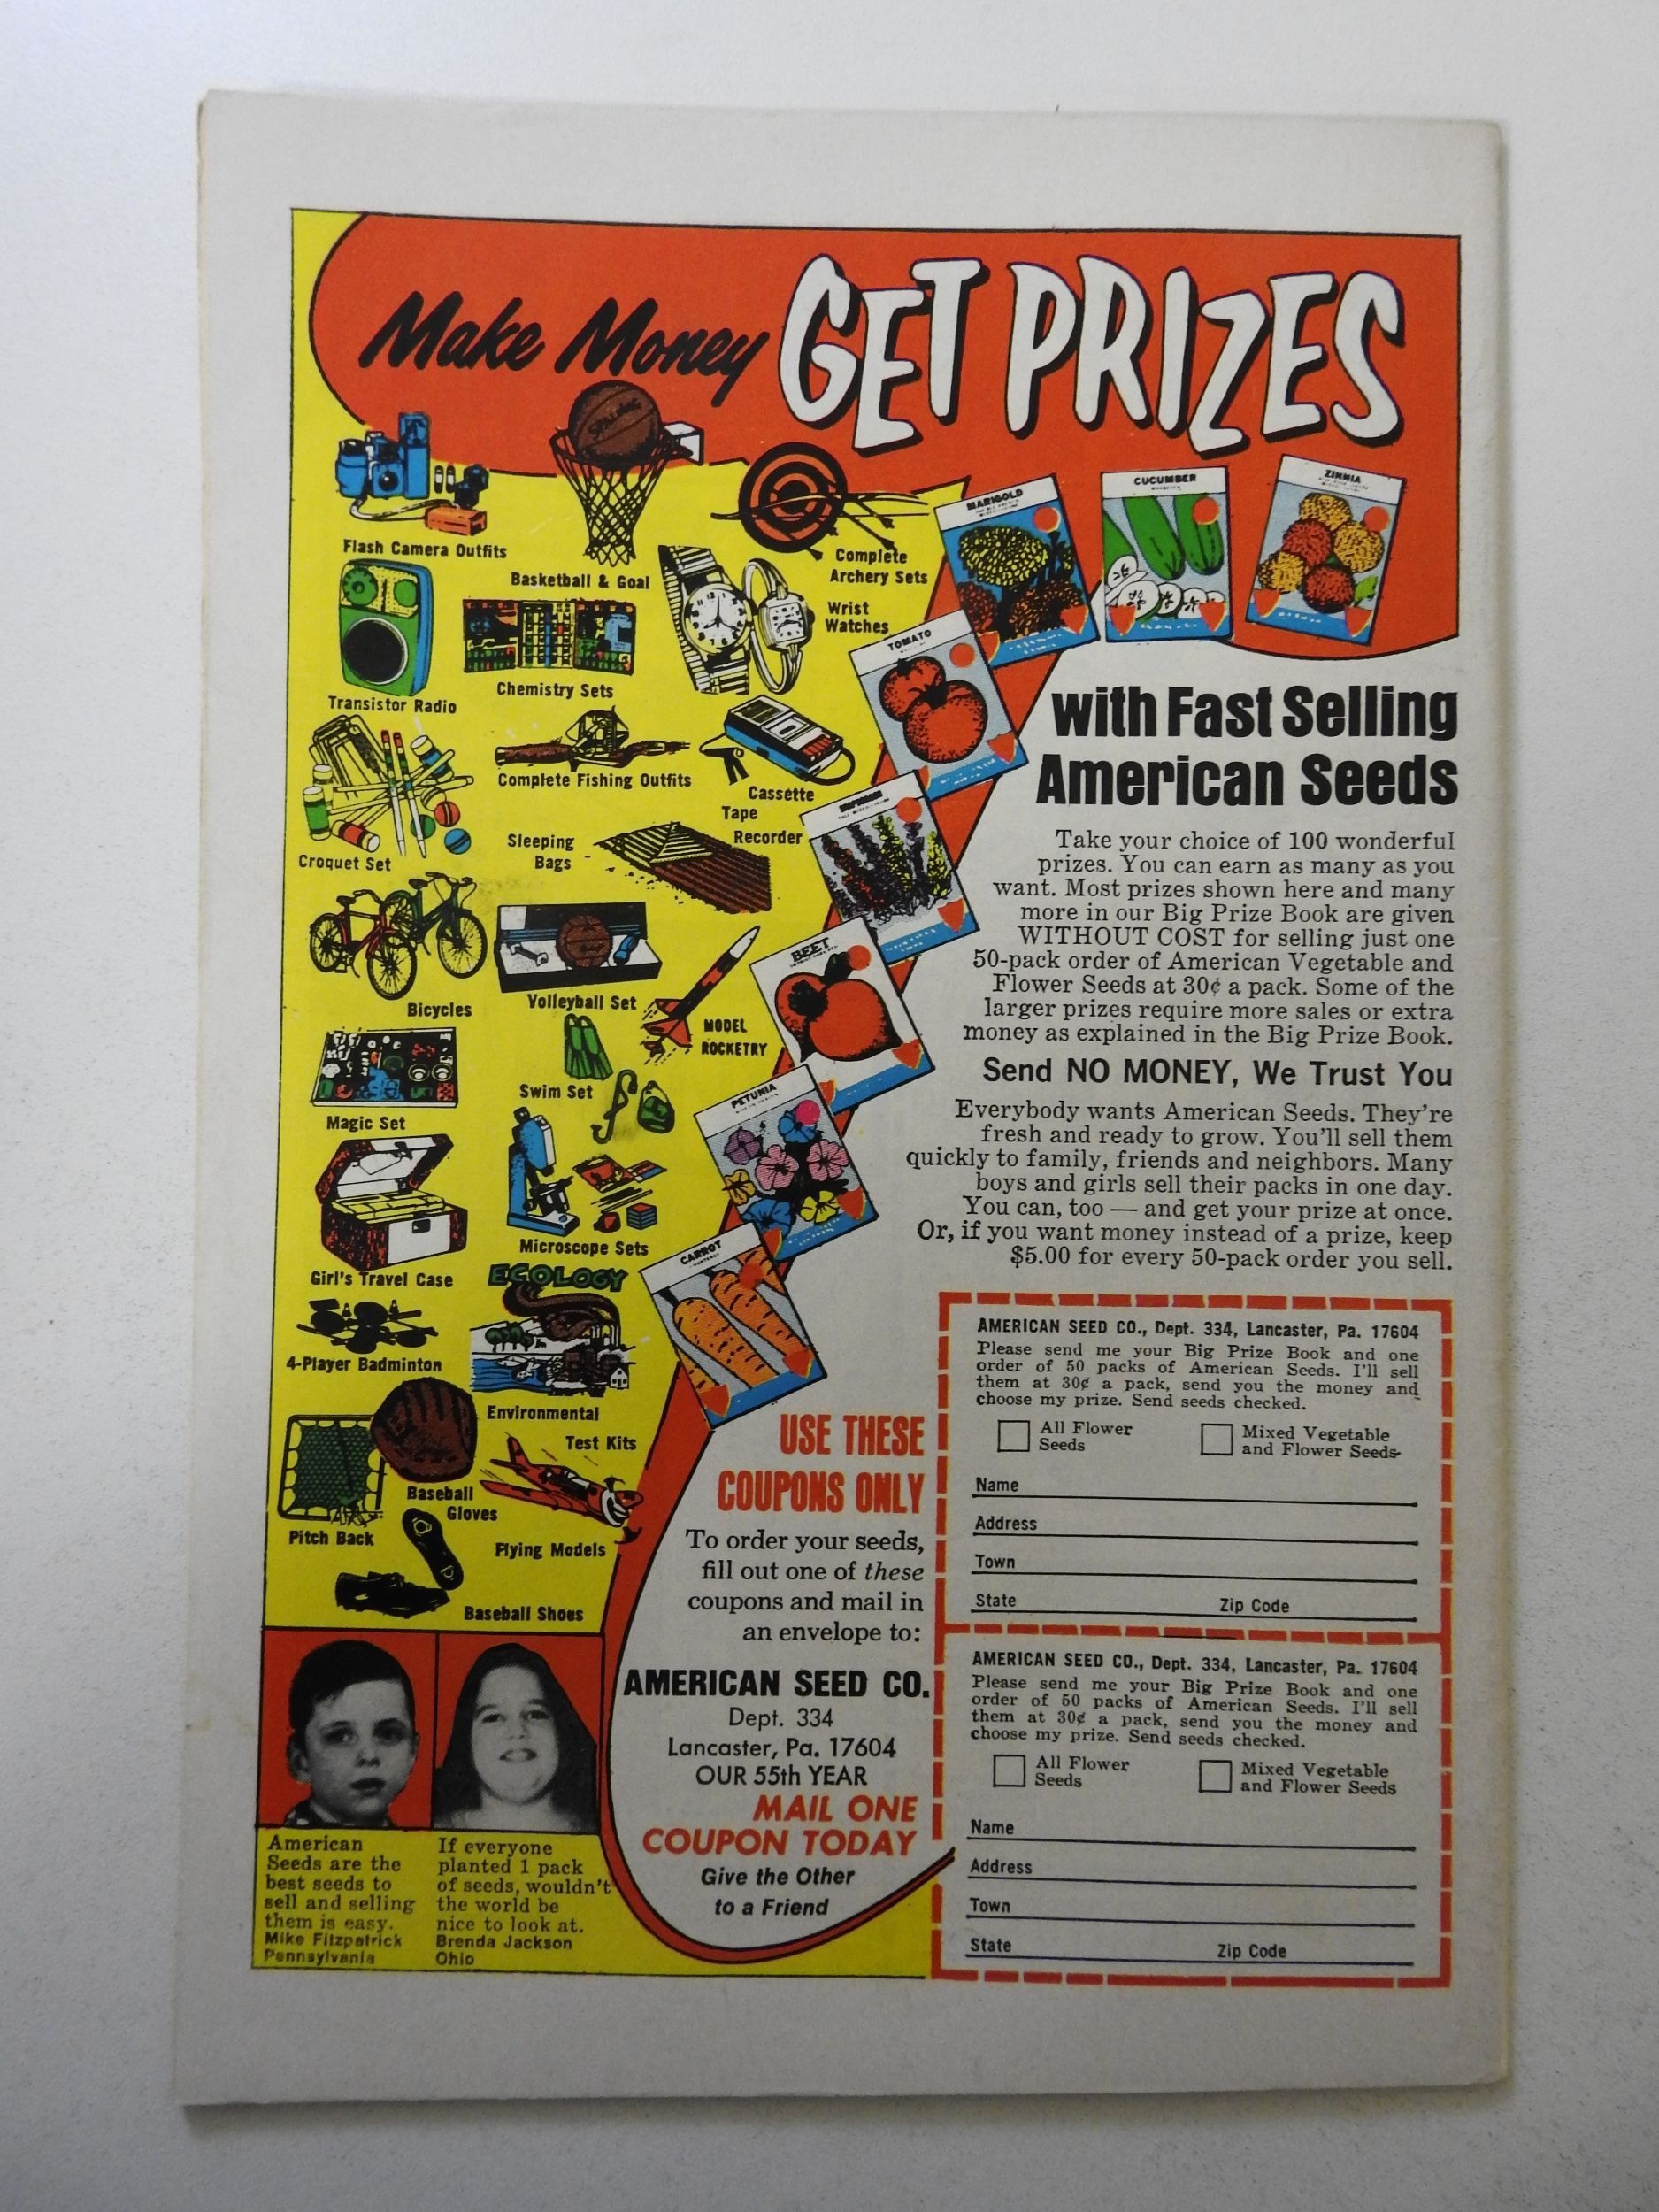 Make Money GET PRIZES
Spalding
Flash Camera Outfits
Basketball & Goal
Complete
Archery Sets
Wrist
Watches
Transistor Radio
Chemistry Sets
Complete Fishing Outfits
Cassette
Tape
Recorder
Croquet Set
Sleeping
Bags
Bicycles
Volleyball Set
MODEL
ROCKETRY
Magic Set
Swim Set
Girl's Travel Case
Microscope Sets
ECOLOGY
4-Player Badminton
Environmental
Test Kits
Pitch Back
Baseball
Gloves
Flying Models
Baseball Shoes
MARIGOLD
CUCUMBER
ZINNIA
TOMATO
BEET
PETUNIA
CARROT
with Fast Selling
American Seeds
Take your choice of 100 wonderful
prizes. You can earn as many as you
want. Most prizes shown here and many
more in our Big Prize Book are given
WITHOUT COST for selling just one
50-pack order of American Vegetable and
Flower Seeds at 30¢ a pack. Some of the
larger prizes require more sales or extra
money as explained in the Big Prize Book.
Send NO MONEY, We Trust You
Everybody wants American Seeds. They're
fresh and ready to grow. You'll sell them
quickly to family, friends and neighbors. Many
boys and girls sell their packs in one day.
You can, too — and get your prize at once.
Or, if you want money instead of a prize, keep
$5.00 for every 50-pack order you sell.
USE THESE
COUPONS ONLY
To order your seeds,
fill out one of these
coupons and mail in
an envelope to:
AMERICAN SEED CO.
Dept. 334
Lancaster, Pa. 17604
OUR 55th YEAR
MAIL ONE
COUPON TODAY
Give the Other
to a Friend
AMERICAN SEED CO., Dept. 334, Lancaster, Pa. 17604
Please send me your Big Prize Book and one
order of 50 packs of American Seeds. I'll sell
them at 30¢ a pack, send you the money and
choose my prize. Send seeds checked.
All Flower
Seeds
Mixed Vegetable
and Flower Seeds
Name
Address
Town
State Zip Code
AMERICAN SEED CO., Dept. 334, Lancaster, Pa. 17604
Please send me your Big Prize Book and one
order of 50 packs of American Seeds. I'll sell
them at 30¢ a pack, send you the money and
choose my prize. Send seeds checked.
All Flower
Seeds
Mixed Vegetable
and Flower Seeds
Name
Address
Town
State Zip Code
American
Seeds are the
best seeds to
sell and selling
them is easy.
Mike Fitzpatrick
Pennsylvania
If everyone
planted 1 pack
of seeds, wouldn't
the world be
nice to look at.
Brenda Jackson
Ohio